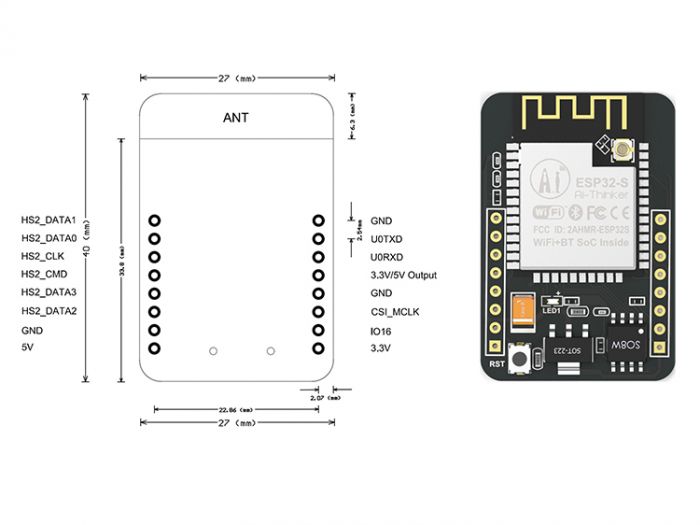 27 (mm)
ANT
6.3 (mm)
40 (mm)
33.8 (mm)
HS2_DATA1
HS2_DATA0
HS2_CLK
HS2_CMD
HS2_DATA3
HS2_DATA2
GND
5V
GND
2.54mm
U0TXD
U0RXD
3.3V/5V Output
GND
CSI_MCLK
IO16
3.3V
2.07 (mm)
22.86 (mm)
27 (mm)
Ai
ESP32-S
Ai-Thinker
WiFi
FCC ID: 2AHMR-ESP32S
WiFi+BT SoC Inside
LED1
RST
SOT-223
SO8W